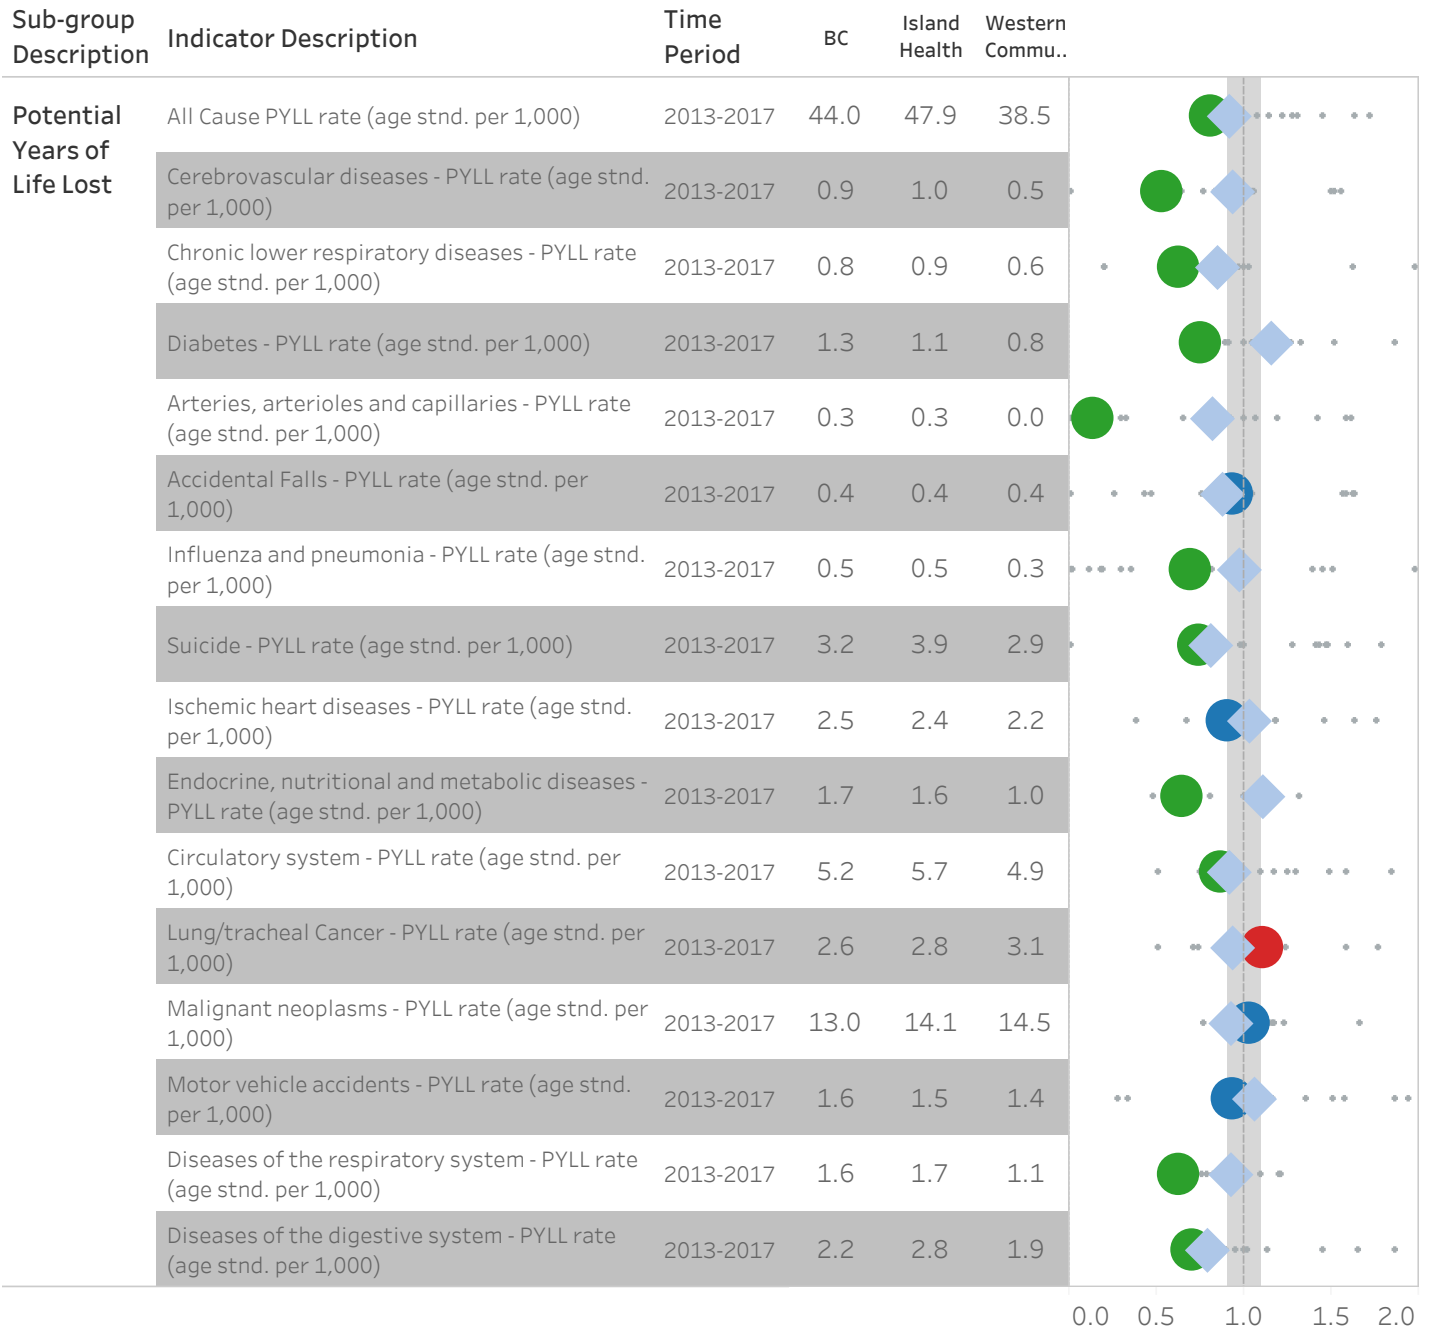 Sub-group
Description
Indicator Description
Time
Period
BC
Island
Health
Western
Commu..
Potential
Years of
Life Lost
All Cause PYLL rate (age stnd. per 1,000) 2013-2017 44.0 47.9 38.5
Cerebrovascular diseases - PYLL rate (age stnd.
per 1,000)
2013-2017 0.9 1.0 0.5
Chronic lower respiratory diseases - PYLL rate
(age stnd. per 1,000)
2013-2017 0.8 0.9 0.6
Diabetes - PYLL rate (age stnd. per 1,000) 2013-2017 1.3 1.1 0.8
Arteries, arterioles and capillaries - PYLL rate
(age stnd. per 1,000)
2013-2017 0.3 0.3 0.0
Accidental Falls - PYLL rate (age stnd. per
1,000)
2013-2017 0.4 0.4 0.4
Influenza and pneumonia - PYLL rate (age stnd.
per 1,000)
2013-2017 0.5 0.5 0.3
Suicide - PYLL rate (age stnd. per 1,000) 2013-2017 3.2 3.9 2.9
Ischemic heart diseases - PYLL rate (age stnd.
per 1,000)
2013-2017 2.5 2.4 2.2
Endocrine, nutritional and metabolic diseases -
PYLL rate (age stnd. per 1,000)
2013-2017 1.7 1.6 1.0
Circulatory system - PYLL rate (age stnd. per
1,000)
2013-2017 5.2 5.7 4.9
Lung/tracheal Cancer - PYLL rate (age stnd. per
1,000)
2013-2017 2.6 2.8 3.1
Malignant neoplasms - PYLL rate (age stnd. per
1,000)
2013-2017 13.0 14.1 14.5
Motor vehicle accidents - PYLL rate (age stnd.
per 1,000)
2013-2017 1.6 1.5 1.4
Diseases of the respiratory system - PYLL rate
(age stnd. per 1,000)
2013-2017 1.6 1.7 1.1
Diseases of the digestive system - PYLL rate
(age stnd. per 1,000)
2013-2017 2.2 2.8 1.9
0.0 0.5 1.0 1.5 2.0